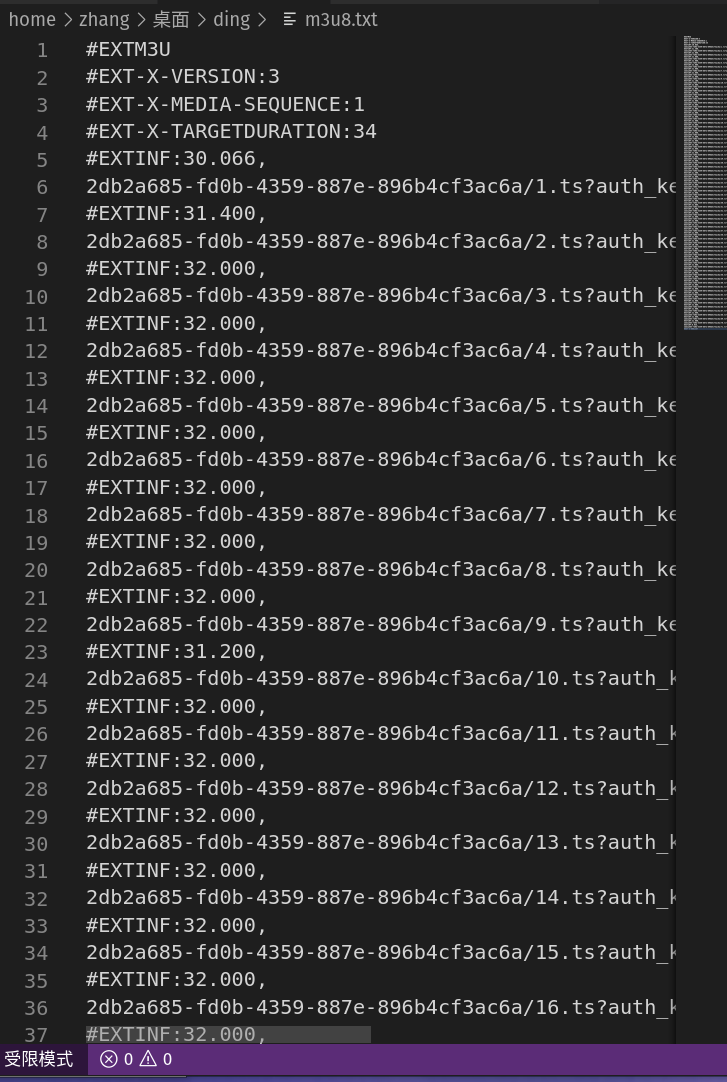 home > zhang > 桌面 > ding > m3u8.txt
1 #EXTM3U
2 #EXT-X-VERSION:3
3 #EXT-X-MEDIA-SEQUENCE:1
4 #EXT-X-TARGETDURATION:34
5 #EXTINF:30.066,
6 2db2a685-fd0b-4359-887e-896b4cf3ac6a/1.ts?auth_ke
7 #EXTINF:31.400,
8 2db2a685-fd0b-4359-887e-896b4cf3ac6a/2.ts?auth_ke
9 #EXTINF:32.000,
10 2db2a685-fd0b-4359-887e-896b4cf3ac6a/3.ts?auth_ke
11 #EXTINF:32.000,
12 2db2a685-fd0b-4359-887e-896b4cf3ac6a/4.ts?auth_ke
13 #EXTINF:32.000,
14 2db2a685-fd0b-4359-887e-896b4cf3ac6a/5.ts?auth_ke
15 #EXTINF:32.000,
16 2db2a685-fd0b-4359-887e-896b4cf3ac6a/6.ts?auth_ke
17 #EXTINF:32.000,
18 2db2a685-fd0b-4359-887e-896b4cf3ac6a/7.ts?auth_ke
19 #EXTINF:32.000,
20 2db2a685-fd0b-4359-887e-896b4cf3ac6a/8.ts?auth_ke
21 #EXTINF:32.000,
22 2db2a685-fd0b-4359-887e-896b4cf3ac6a/9.ts?auth_ke
23 #EXTINF:31.200,
24 2db2a685-fd0b-4359-887e-896b4cf3ac6a/10.ts?auth_k
25 #EXTINF:32.000,
26 2db2a685-fd0b-4359-887e-896b4cf3ac6a/11.ts?auth_k
27 #EXTINF:32.000,
28 2db2a685-fd0b-4359-887e-896b4cf3ac6a/12.ts?auth_k
29 #EXTINF:32.000,
30 2db2a685-fd0b-4359-887e-896b4cf3ac6a/13.ts?auth_k
31 #EXTINF:32.000,
32 2db2a685-fd0b-4359-887e-896b4cf3ac6a/14.ts?auth_k
33 #EXTINF:32.000,
34 2db2a685-fd0b-4359-887e-896b4cf3ac6a/15.ts?auth_k
35 #EXTINF:32.000,
36 2db2a685-fd0b-4359-887e-896b4cf3ac6a/16.ts?auth_k
37 #EXTINF:32.000,
受限模式 0 0